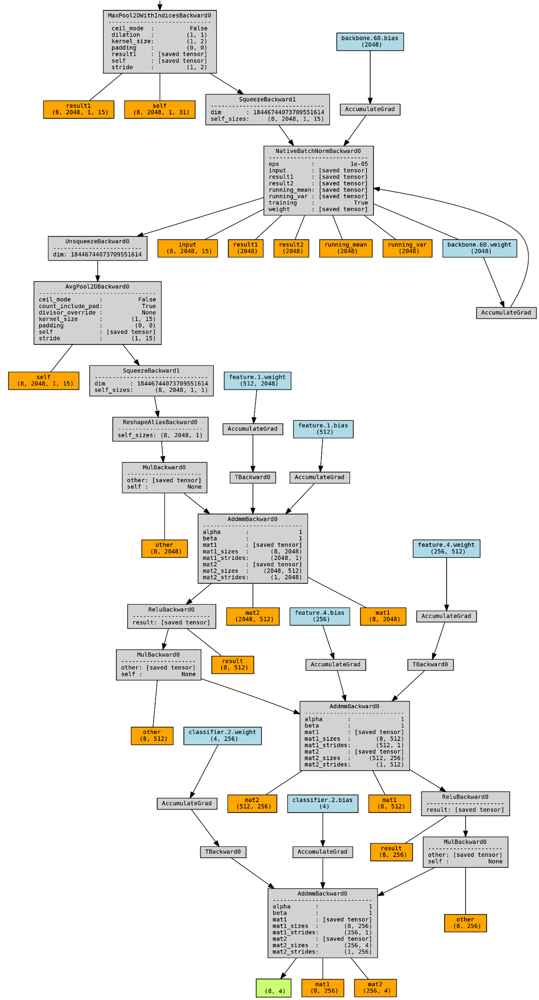 MaxPool2DWithIndicesBackward0
-----------------------------
ceil_mode  :          False
dilation   :         (1, 1)
kernel_size:         (1, 2)
padding    :         (0, 0)
result1    : [saved tensor]
self       : [saved tensor]
stride     :         (1, 2)
backbone.60.bias
(2048)
result1
(8, 2048, 1, 15)
self
(8, 2048, 1, 31)
SqueezeBackward1
--------------------------------
dim       : 18446744073709551614
self_sizes:     (8, 2048, 1, 15)
AccumulateGrad
NativeBatchNormBackward0
----------------------------
eps         :          1e-05
input       : [saved tensor]
result1     : [saved tensor]
result2     : [saved tensor]
running_mean: [saved tensor]
running_var : [saved tensor]
training    :           True
weight      : [saved tensor]
UnsqueezeBackward0
-------------------------
dim: 18446744073709551614
input
(8, 2048, 15)
result1
(2048)
result2
(2048)
running_mean
(2048)
running_var
(2048)
backbone.60.weight
(2048)
AvgPool2DBackward0
---------------------------------
ceil_mode        :          False
count_include_pad:           True
divisor_override :           None
kernel_size      :        (1, 15)
padding          :         (0, 0)
self             : [saved tensor]
stride           :        (1, 15)
AccumulateGrad
self
(8, 2048, 1, 15)
SqueezeBackward1
--------------------------------
dim       : 18446744073709551614
self_sizes:      (8, 2048, 1, 1)
feature.1.weight
(512, 2048)
ReshapeAliasBackward0
------------------------
self_sizes: (8, 2048, 1)
AccumulateGrad
feature.1.bias
(512)
MulBackward0
---------------------
other: [saved tensor]
self :           None
TBackward0
AccumulateGrad
AddmmBackward0
----------------------------
alpha       :              1
beta        :              1
mat1        : [saved tensor]
mat1_sizes  :      (8, 2048)
mat1_strides:      (2048, 1)
mat2        : [saved tensor]
mat2_sizes  :    (2048, 512)
mat2_strides:      (1, 2048)
other
(8, 2048)
feature.4.weight
(256, 512)
ReluBackward0
----------------------
result: [saved tensor]
mat2
(2048, 512)
feature.4.bias
(256)
mat1
(8, 2048)
AccumulateGrad
MulBackward0
---------------------
other: [saved tensor]
self :           None
result
(8, 512)
AccumulateGrad
TBackward0
AddmmBackward0
----------------------------
alpha       :              1
beta        :              1
mat1        : [saved tensor]
mat1_sizes  :       (8, 512)
mat1_strides:       (512, 1)
mat2        : [saved tensor]
mat2_sizes  :     (512, 256)
mat2_strides:       (1, 512)
other
(8, 512)
classifier.2.weight
(4, 256)
AccumulateGrad
mat2
(512, 256)
classifier.2.bias
(4)
mat1
(8, 512)
ReluBackward0
----------------------
result: [saved tensor]
TBackward0
AccumulateGrad
result
(8, 256)
MulBackward0
---------------------
other: [saved tensor]
self :           None
AddmmBackward0
----------------------------
alpha       :              1
beta        :              1
mat1        : [saved tensor]
mat1_sizes  :       (8, 256)
mat1_strides:       (256, 1)
mat2        : [saved tensor]
mat2_sizes  :       (256, 4)
mat2_strides:       (1, 256)
other
(8, 256)
(8, 4)
mat1
(8, 256)
mat2
(256, 4)